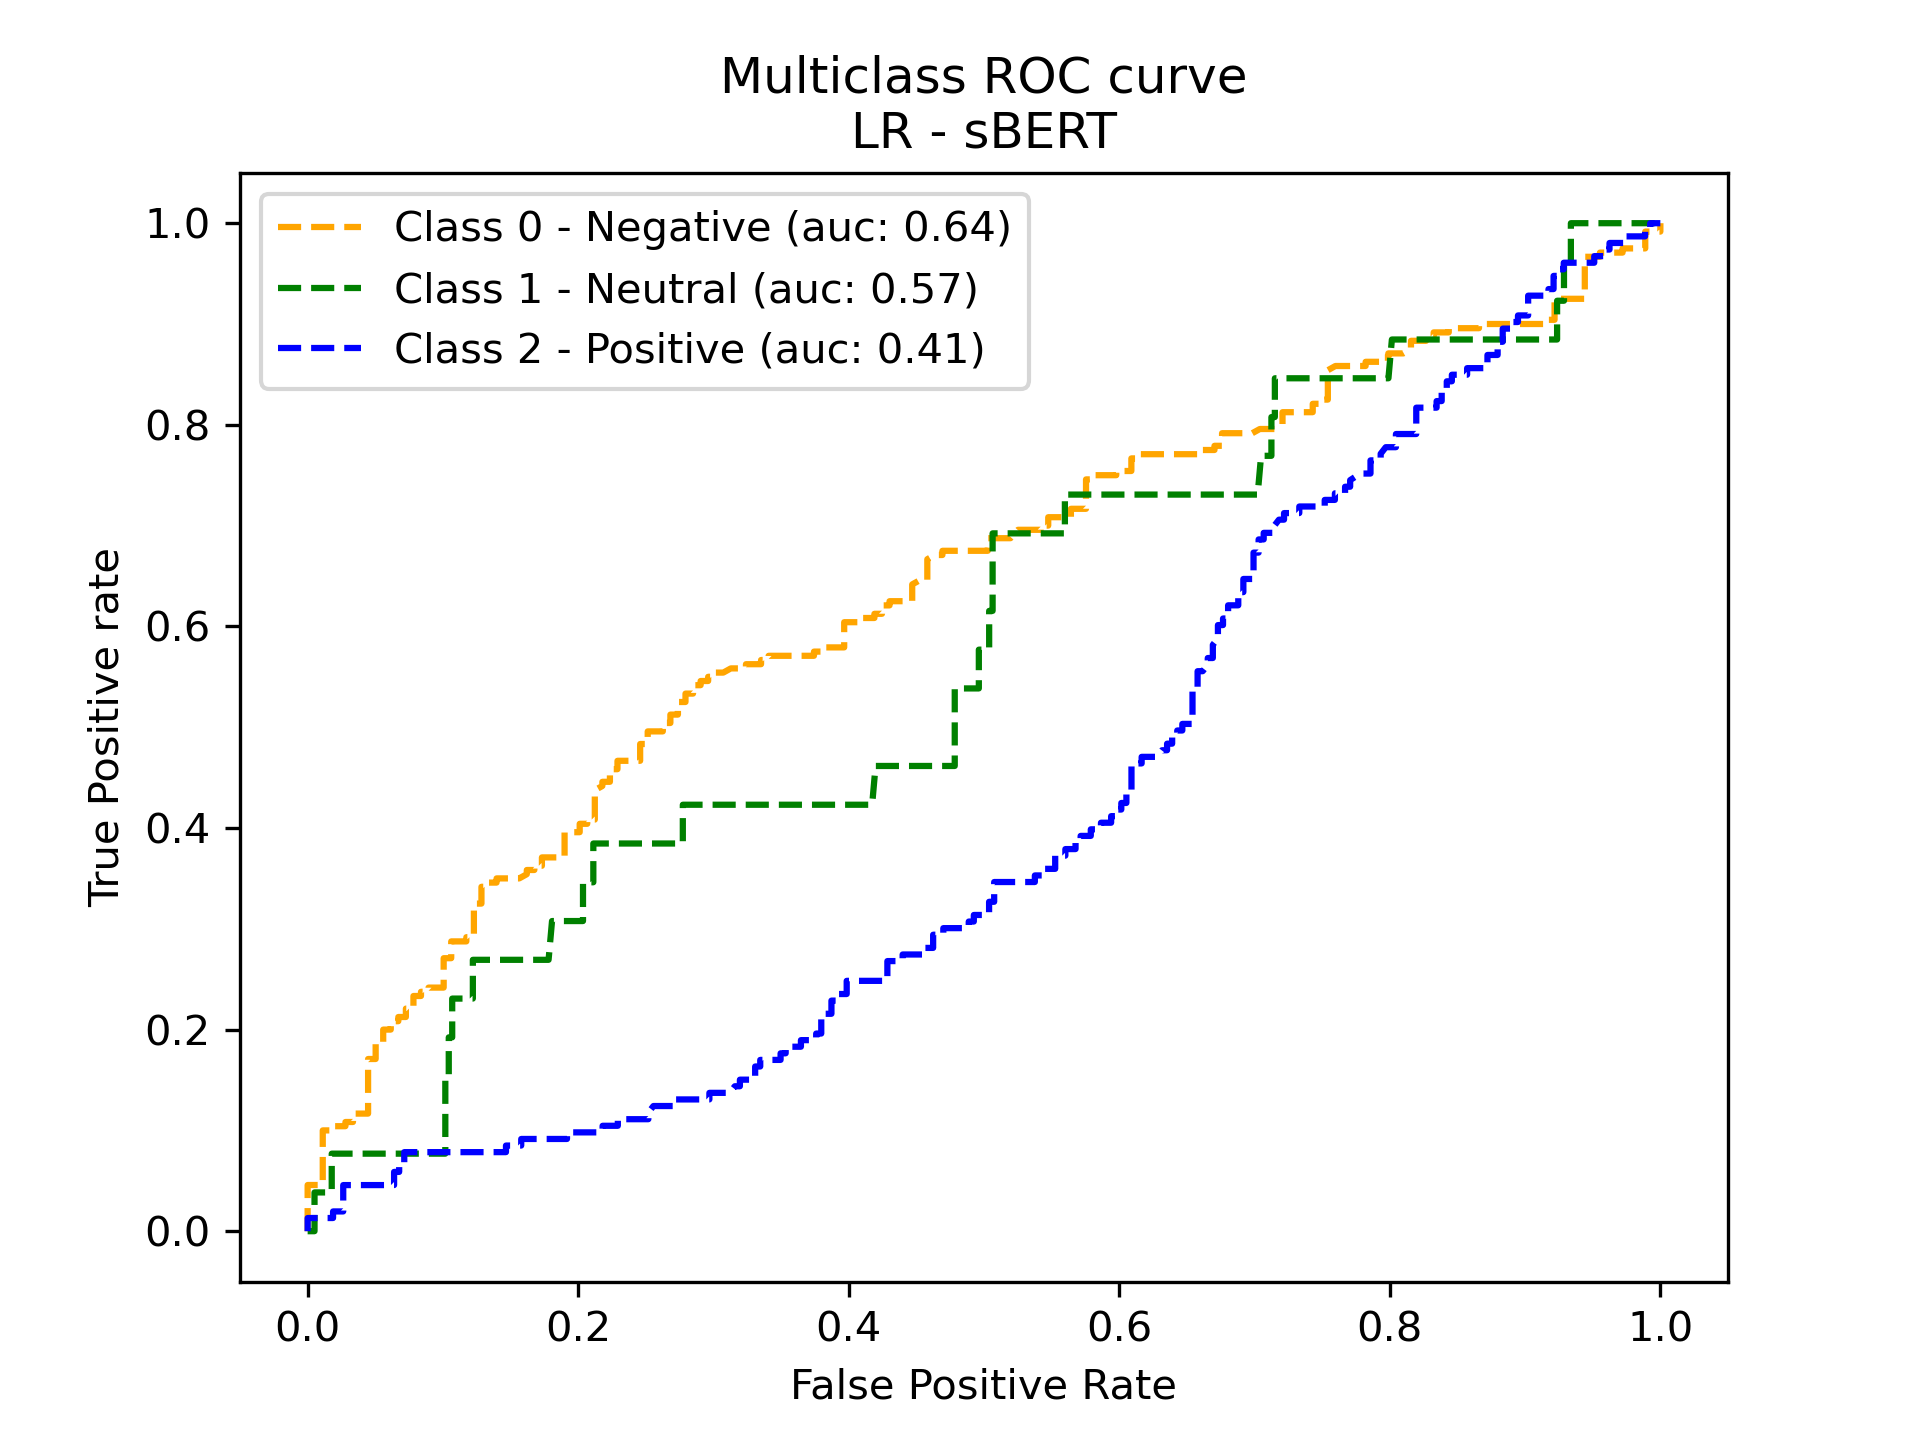 Multiclass ROC curve
LR - sBERT
Class 0 - Negative (auc: 0.64)
Class 1 - Neutral (auc: 0.57)
Class 2 - Positive (auc: 0.41)
True Positive rate
1.0
0.8
0.6
0.4
0.2
0.0
0.0 0.2 0.4 0.6 0.8 1.0
False Positive Rate